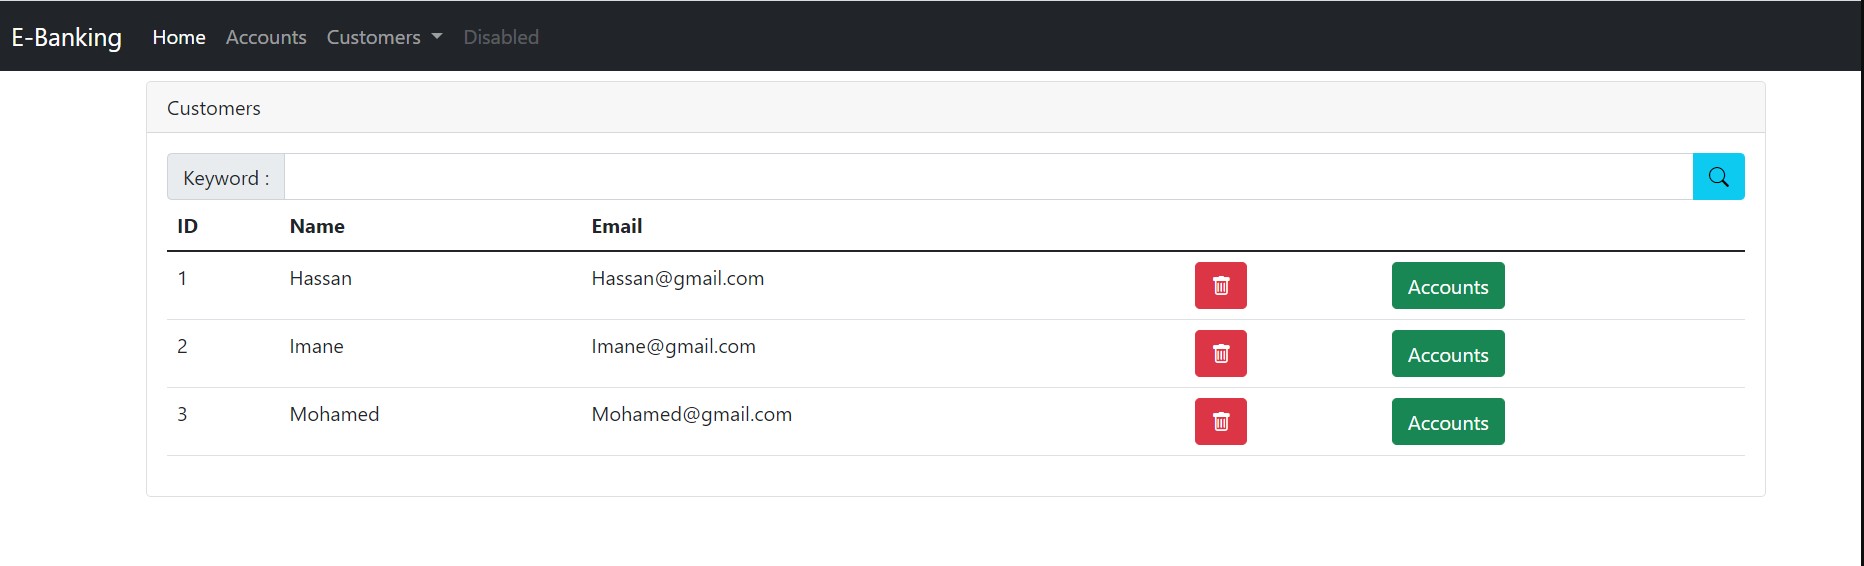 E-Banking Home Accounts Customers Disabled
Customers
Keyword :
ID Name Email
1 Hassan Hassan@gmail.com Accounts
2 Imane Imane@gmail.com Accounts
3 Mohamed Mohamed@gmail.com Accounts